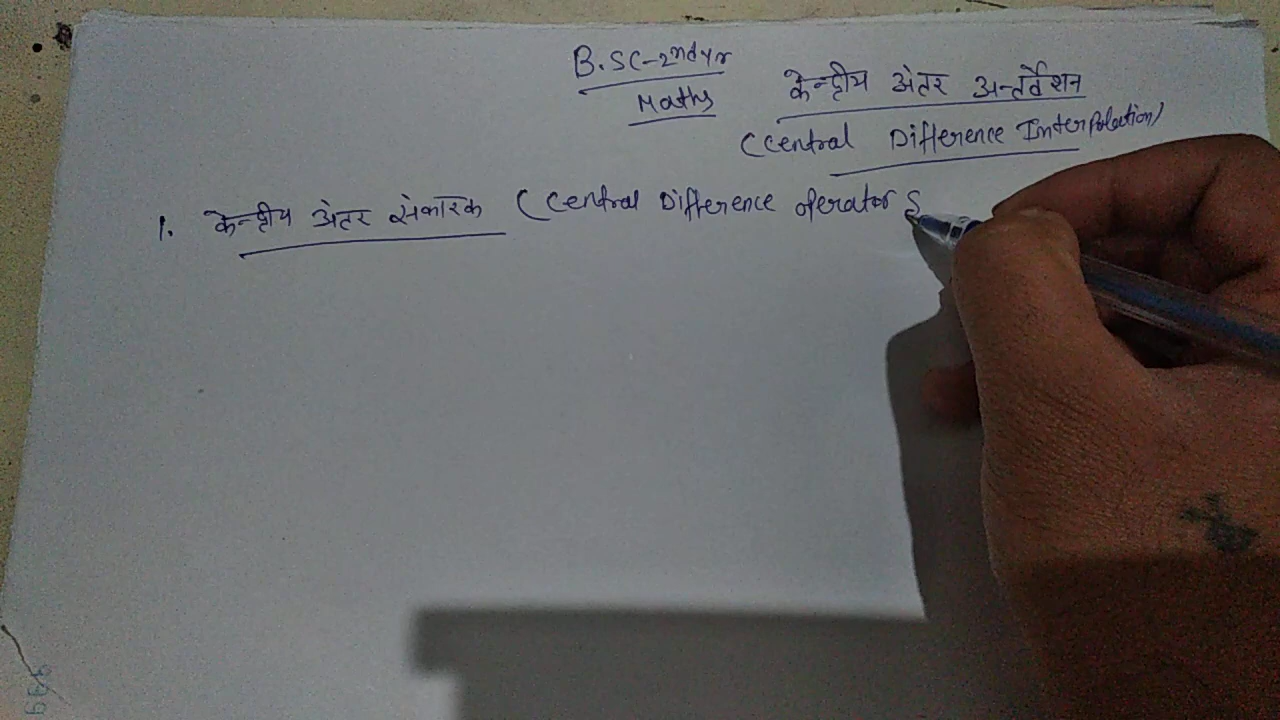 B.SC-2nd yr
Maths
केन्द्रीय अंतर अन्तर्वेशन
(Central Difference Interpolation)
1. केन्द्रीय अंतर संकारक (Central Difference operator δ